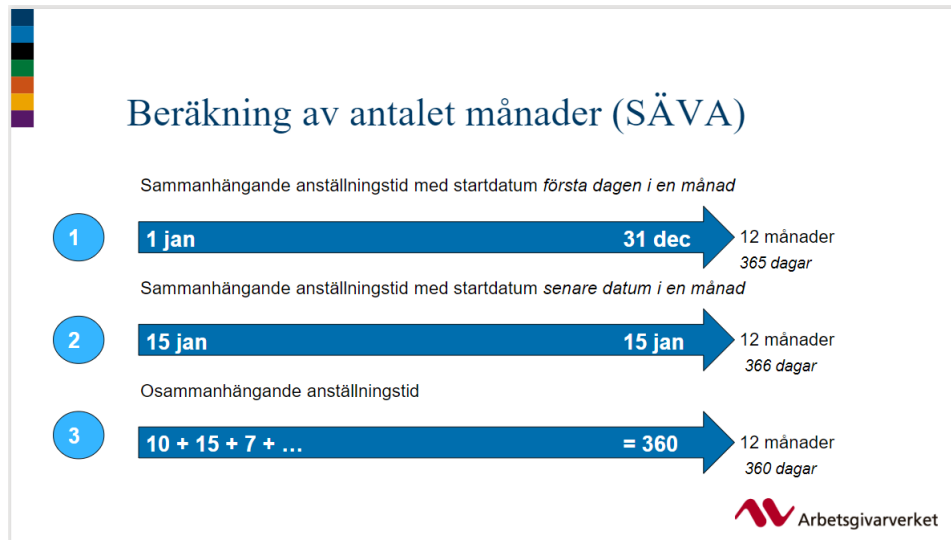 Beräkning av antalet månader (SÄVA)
Sammanhängande anställningstid med startdatum första dagen i en månad
1 1 jan 31 dec 12 månader
365 dagar
Sammanhängande anställningstid med startdatum senare datum i en månad
2 15 jan 15 jan 12 månader
366 dagar
Osammanhängande anställningstid
3 10 + 15 + 7 + … = 360 12 månader
360 dagar
Arbetsgivarverket